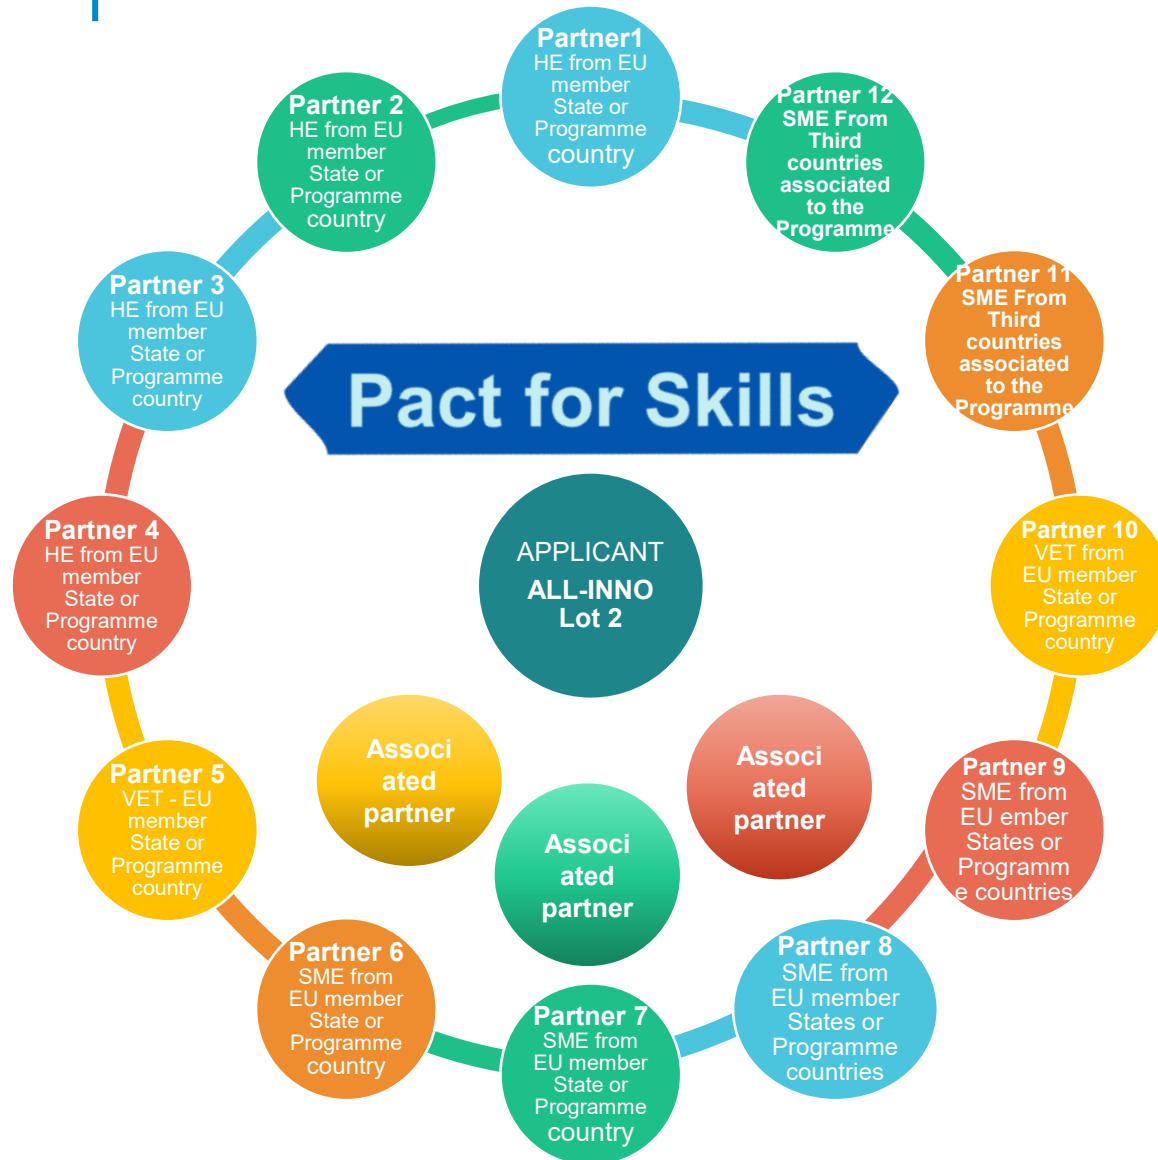 Partner1
HE from EU
member
State or
Programme
country
Partner 2
HE from EU
member
State or
Programme
country
Partner 12
SME From
Third
countries
associated
to the
Programme
Partner 3
HE from EU
member
State or
Programme
country
Partner 11
SME From
Third
countries
associated
to the
Programme
Pact for Skills
Partner 4
HE from EU
member
State or
Programme
country
APPLICANT
ALL-INNO
Lot 2
Partner 10
VET from
EU member
State or
Programme
country
Associ
ated
partner
Associ
ated
partner
Associ
ated
partner
Partner 5
VET - EU
member
State or
Programme
country
Partner 9
SME from
EU ember
States or
Programm
e countries
Partner 6
SME from
EU member
State or
Programme
country
Partner 8
SME from
EU member
States or
Programme
countries
Partner 7
SME from
EU member
State or
Programme
country